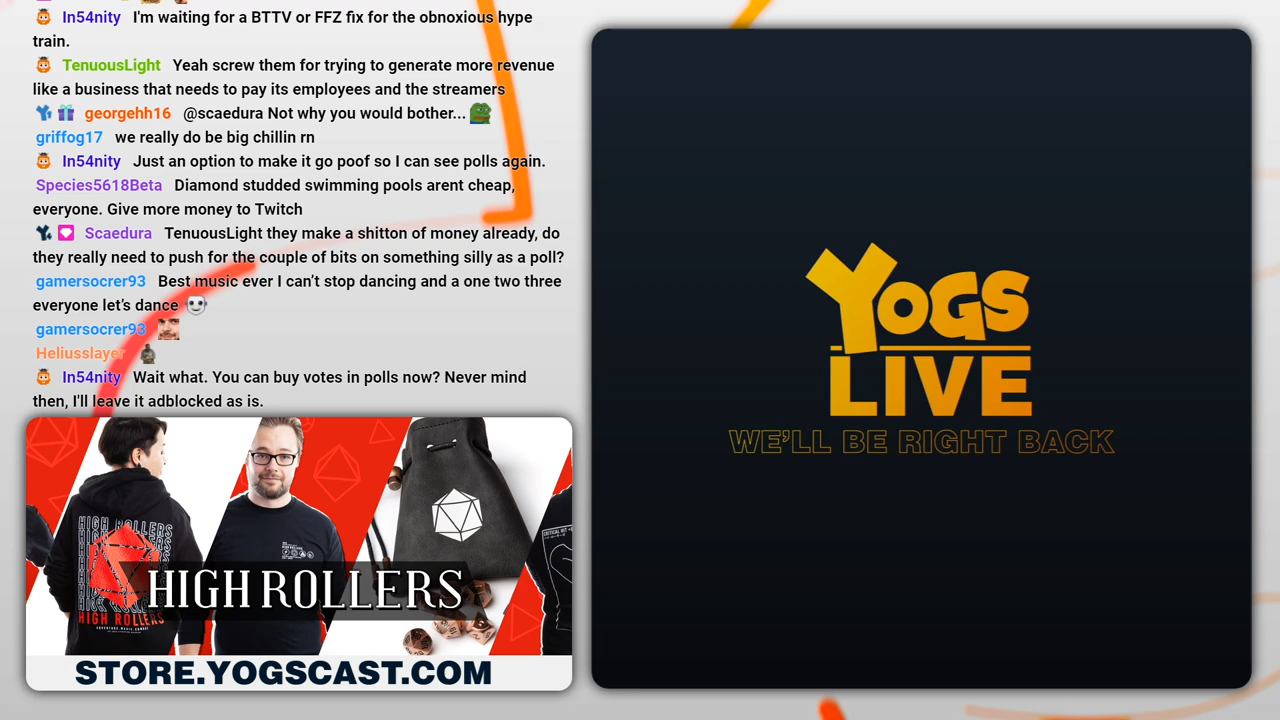 In54nity I'm waiting for a BTTV or FFZ fix for the obnoxious hype
train.
TenuousLight Yeah screw them for trying to generate more revenue
like a business that needs to pay its employees and the streamers
georgehh16 @scaedura Not why you would bother...
griffog17 we really do be big chillin rn
In54nity Just an option to make it go poof so I can see polls again.
Species5618Beta Diamond studded swimming pools arent cheap,
everyone. Give more money to Twitch
Scaedura TenuousLight they make a shitton of money already, do
they really need to push for the couple of bits on something silly as a poll?
gamersocrer93 Best music ever I can't stop dancing and a one two three
everyone let's dance
gamersocrer93
Heliusslayer
In54nity Wait what. You can buy votes in polls now? Never mind
then, I'll leave it adblocked as is.
HIGH ROLLERS
HIGH ROLLERS
HIGH ROLLERS
STORE.YOGSCAST.COM
YOGS
LIVE
WE'LL BE RIGHT BACK